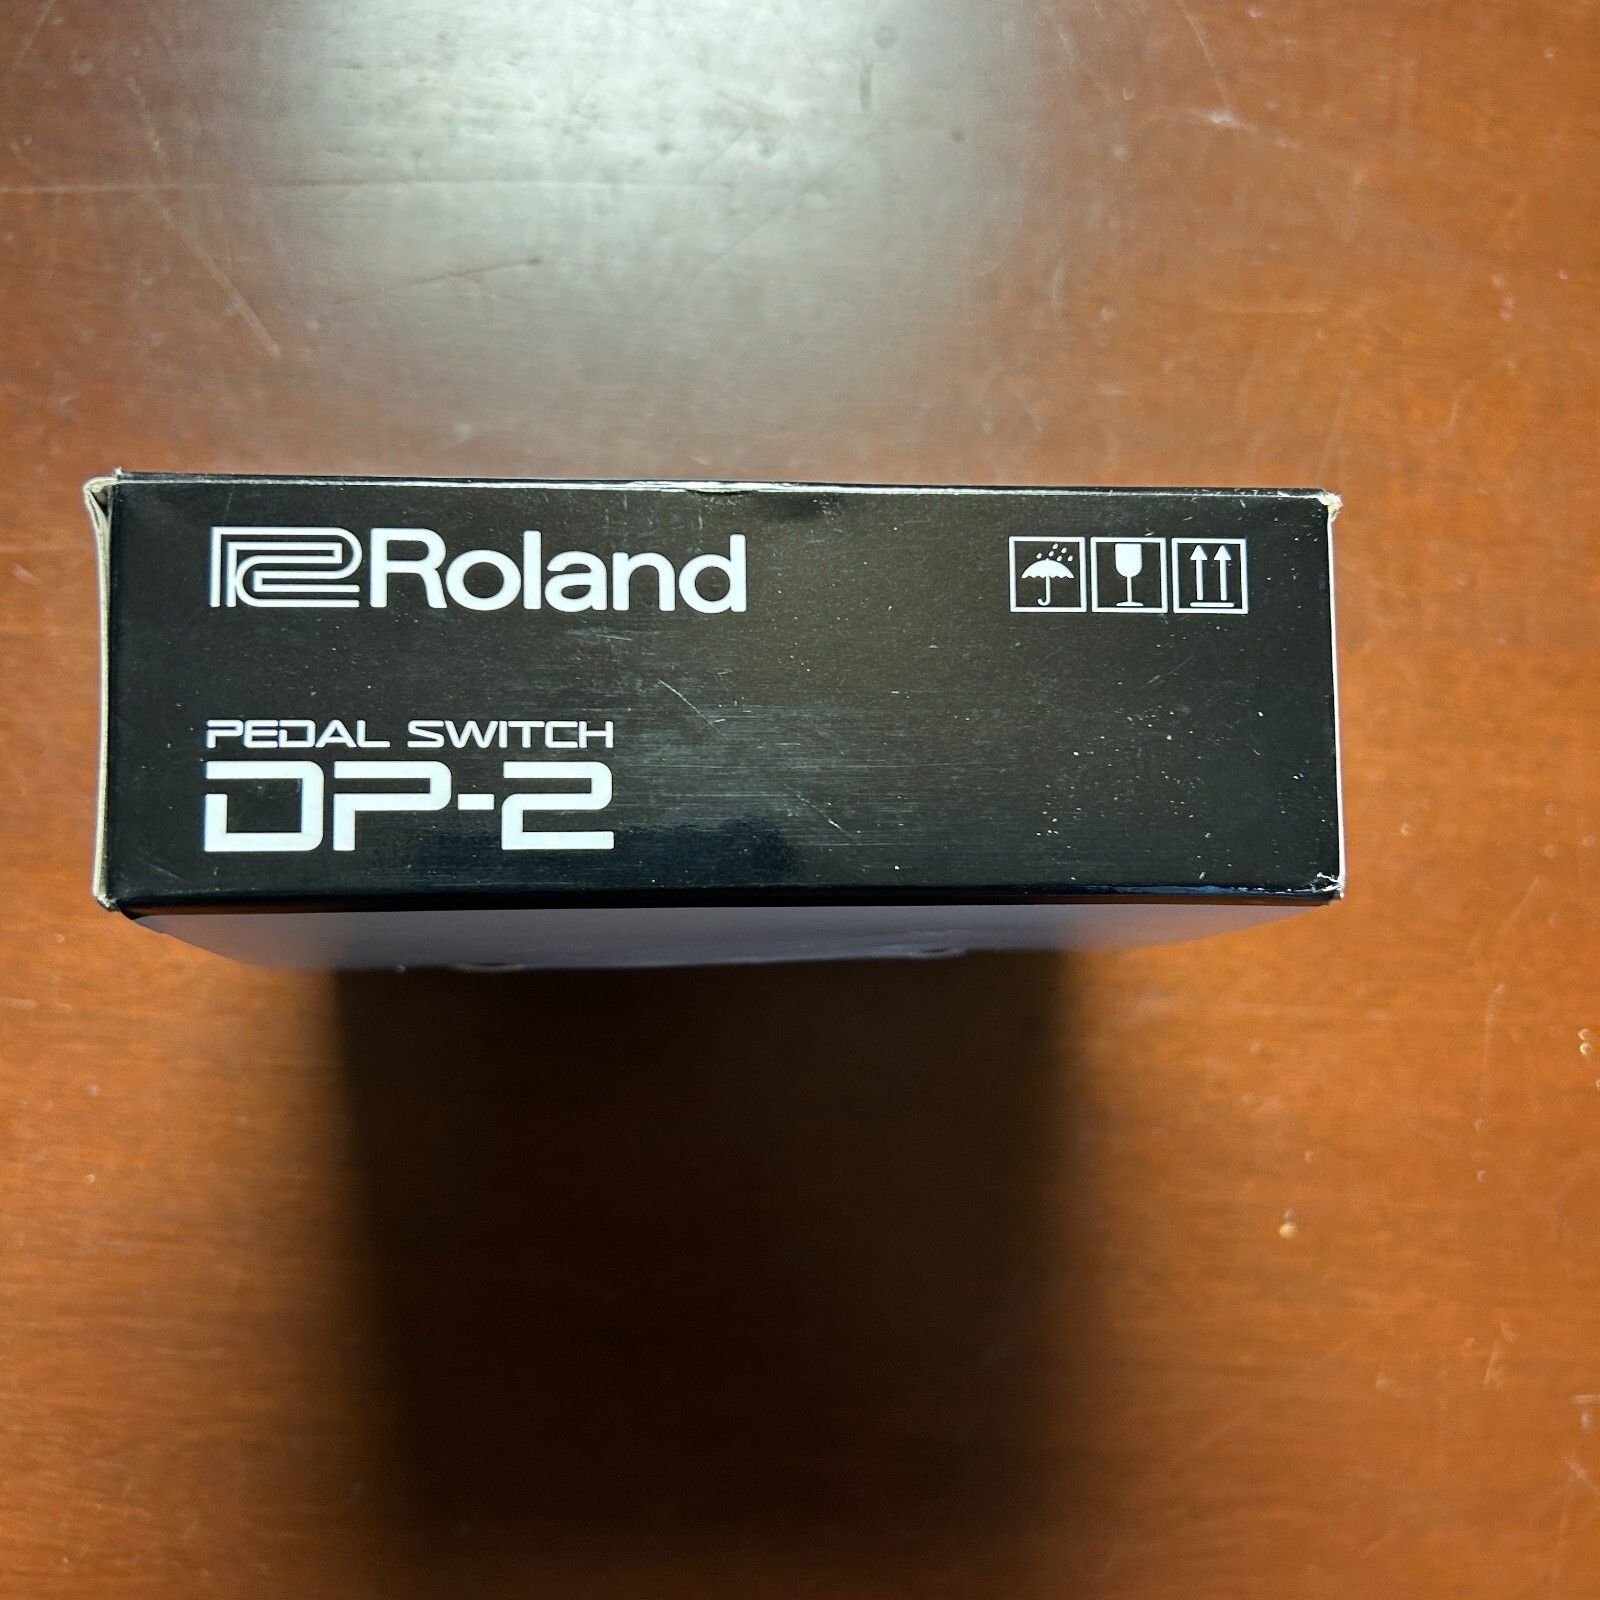 Roland
PEDAL SWITCH
DP-2